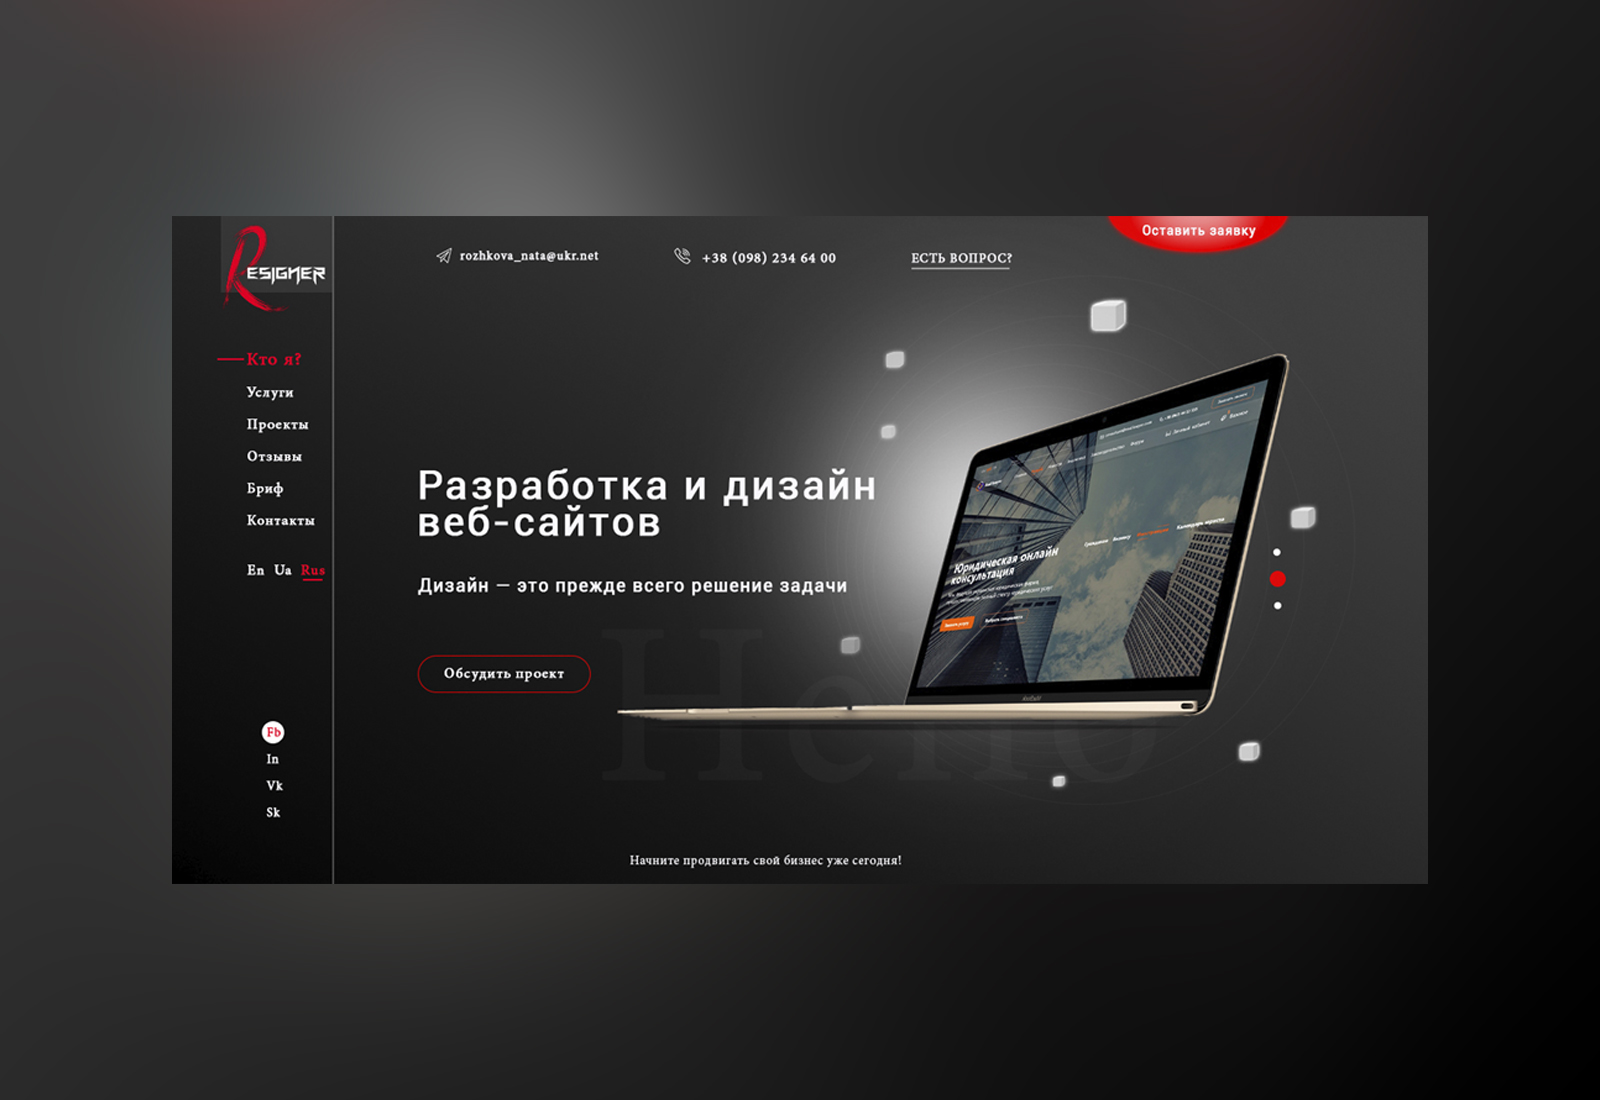 RESIGNER
rozhkova_nata@ukr.net
+38 (098) 234 64 00
ЕСТЬ ВОПРОС?
Оставить заявку
Кто я?
Услуги
Проекты
Отзывы
Бриф
Контакты
En Ua Rus
Разработка и дизайн
веб-сайтов
Дизайн — это прежде всего решение задачи
Обсудить проект
Юридическая онлайн
консультация
Hello
Fb
In
Vk
Sk
Начните продвигать свой бизнес уже сегодня!